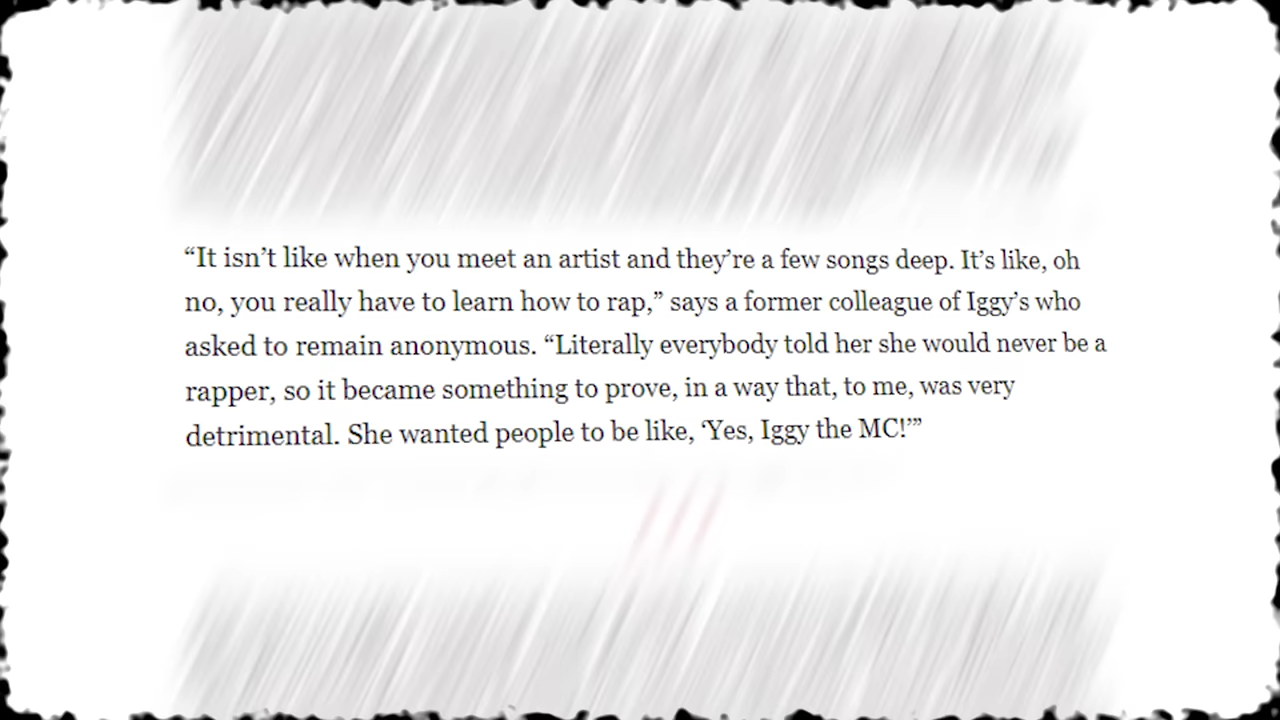 “It isn’t like when you meet an artist and they’re a few songs deep. It’s like, oh
no, you really have to learn how to rap,” says a former colleague of Iggy’s who
asked to remain anonymous. “Literally everybody told her she would never be a
rapper, so it became something to prove, in a way that, to me, was very
detrimental. She wanted people to be like, ‘Yes, Iggy the MC!’”